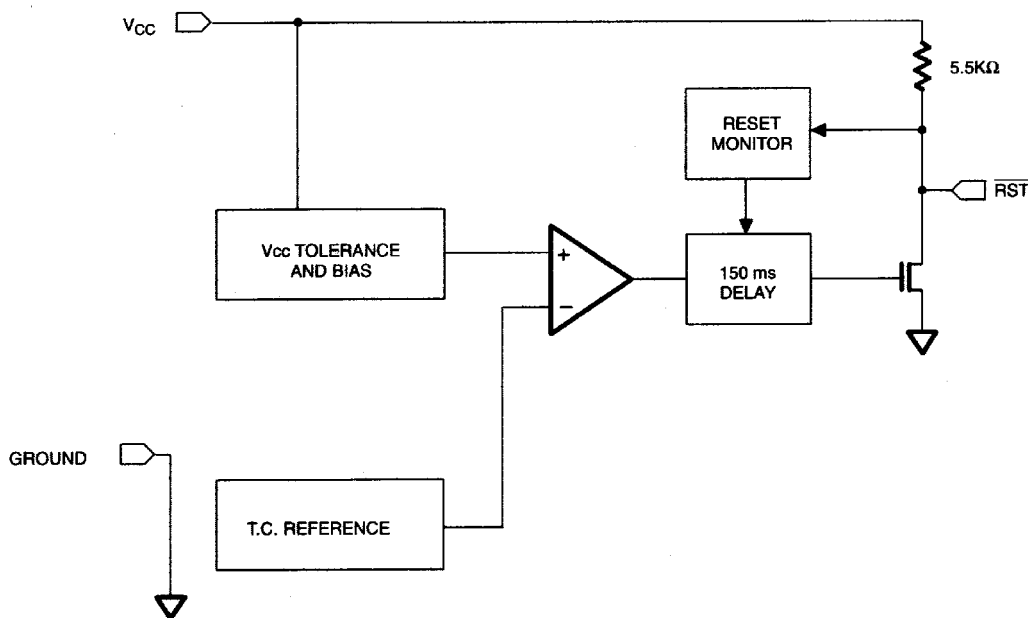 VCC
5.5KΩ
RESET
MONITOR
RST
Vcc TOLERANCE
AND BIAS
+
−
150 ms
DELAY
GROUND
T.C. REFERENCE